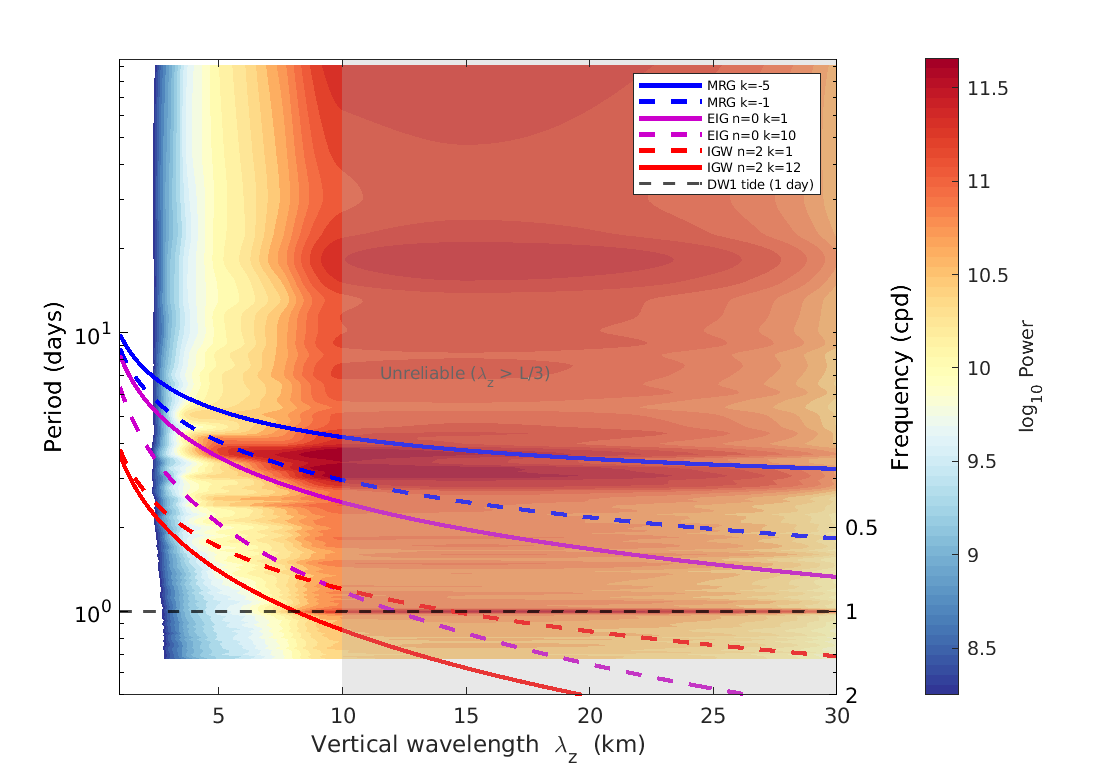 MRG k=-5
MRG k=-1
EIG n=0 k=1
EIG n=0 k=10
IGW n=2 k=1
IGW n=2 k=12
DW1 tide (1 day)
Unreliable (λz > L/3)
Period (days)
10^1
10^0
5
10
15
20
25
30
Vertical wavelength λz (km)
Frequency (cpd)
0.5
1
2
11.5
11
10.5
10
9.5
9
8.5
log10 Power